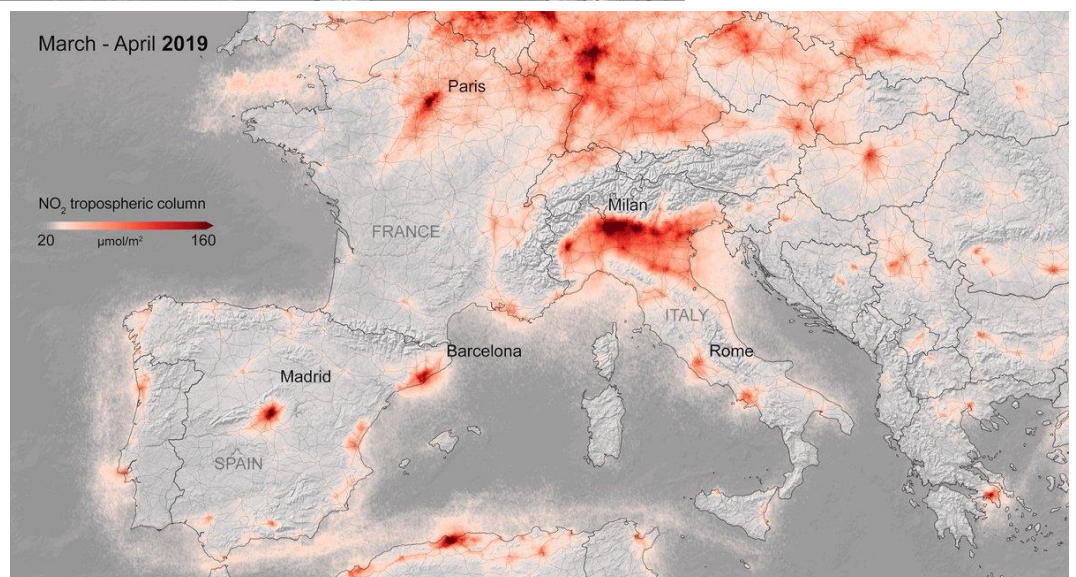 March - April 2019
Paris
NO₂ tropospheric column
20 µmol/m² 160
Milan
FRANCE
ITALY
Barcelona
Rome
Madrid
SPAIN